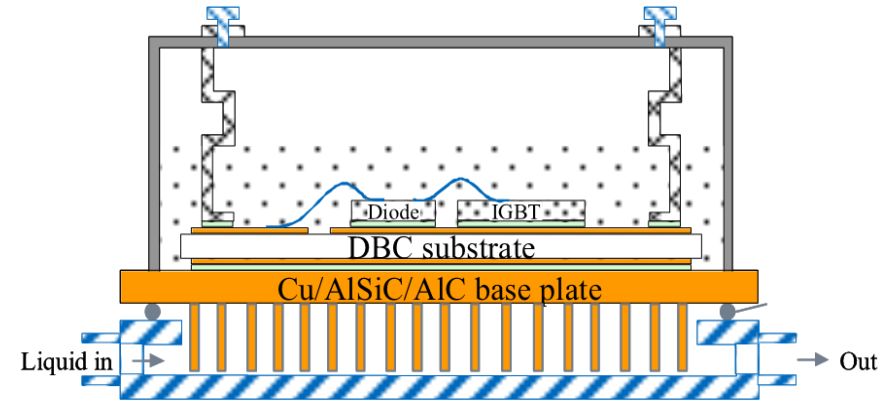 Diode
IGBT
DBC substrate
Cu/AlSiC/AlC base plate
Liquid in
Out